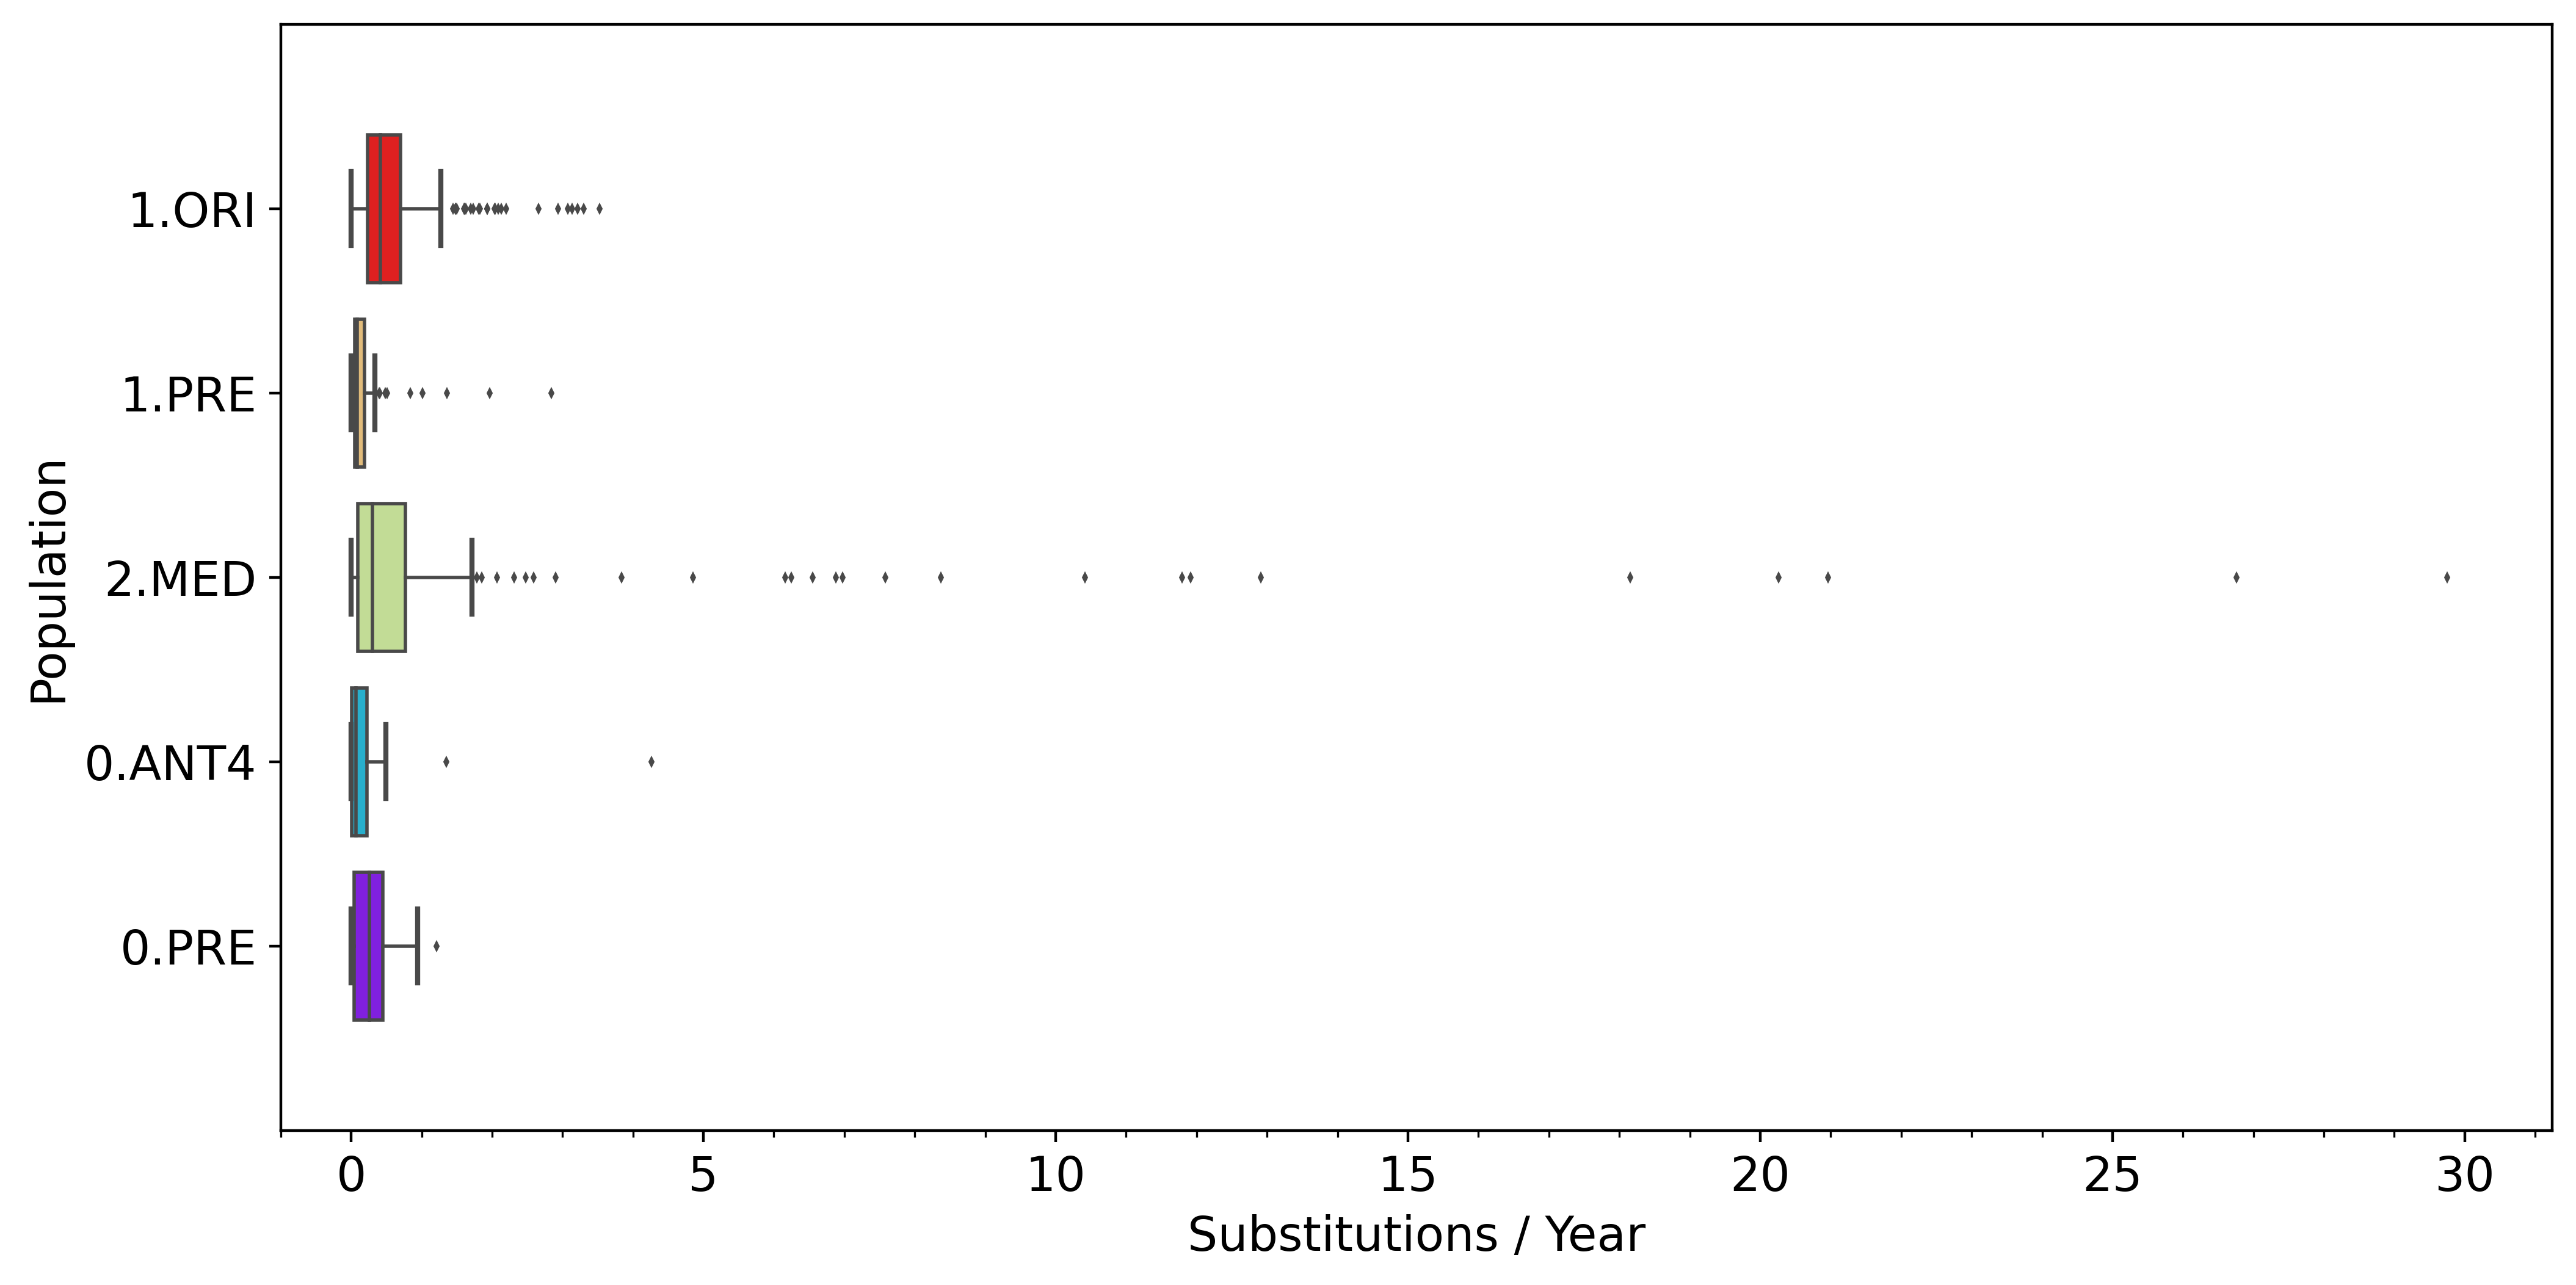 Population
1.ORI
1.PRE
2.MED
0.ANT4
0.PRE
0 5 10 15 20 25 30
Substitutions / Year